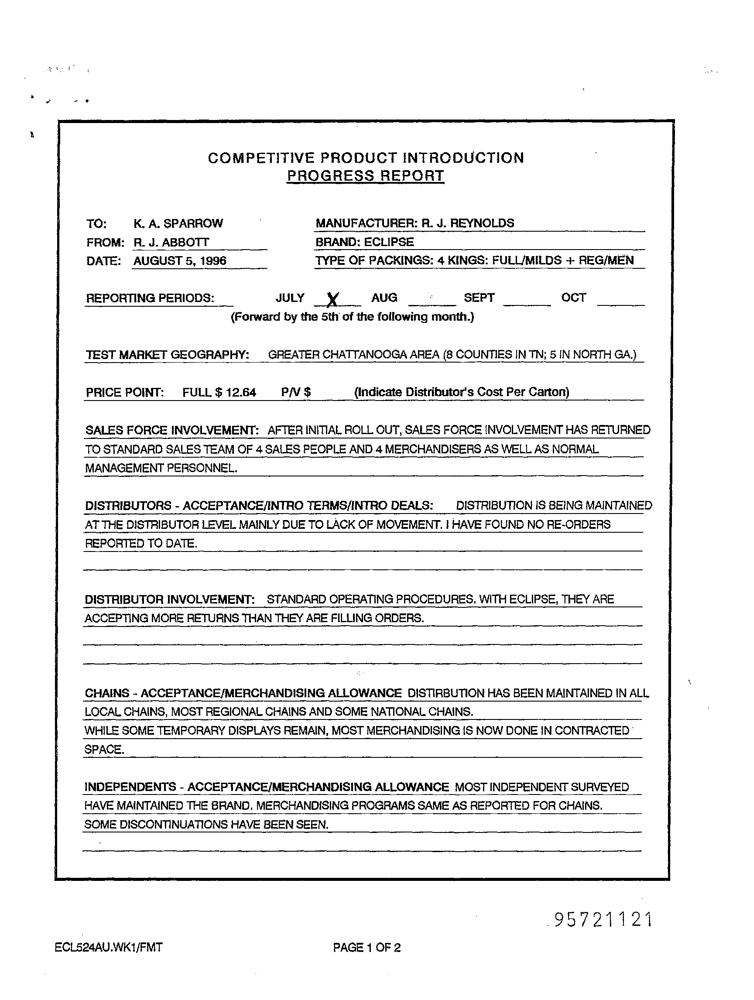 COMPETITIVE PRODUCT INTRODUCTION
PROGRESS REPORT
TO: K. A. SPARROW
MANUFACTURER: R. J. REYNOLDS
FROM: R. J. ABBOTT
BRAND: ECLIPSE
DATE: AUGUST 5, 1996
TYPE OF PACKINGS: 4 KINGS: FULL/MILDS + REG/MEN
REPORTING PERIODS: JULY X AUG SEPT OCT
(Forward by the 5th of the following month.)
TEST MARKET GEOGRAPHY: GREATER CHATTANOOGA AREA (8 COUNTIES IN TN; 5 IN NORTH GA.)
PRICE POINT: FULL $ 12.64 P/V $ (Indicate Distributor's Cost Per Carton)
SALES FORCE INVOLVEMENT: AFTER INITIAL ROLL OUT, SALES FORCE INVOLVEMENT HAS RETURNED
TO STANDARD SALES TEAM OF 4 SALES PEOPLE AND 4 MERCHANDISERS AS WELL AS NORMAL
MANAGEMENT PERSONNEL.
DISTRIBUTORS - ACCEPTANCE/INTRO TERMS/INTRO DEALS: DISTRIBUTION IS BEING MAINTAINED
AT THE DISTRIBUTOR LEVEL MAINLY DUE TO LACK OF MOVEMENT. I HAVE FOUND NO RE-ORDERS
REPORTED TO DATE.
DISTRIBUTOR INVOLVEMENT: STANDARD OPERATING PROCEDURES. WITH ECLIPSE, THEY ARE
ACCEPTING MORE RETURNS THAN THEY ARE FILLING ORDERS.
CHAINS - ACCEPTANCE/MERCHANDISING ALLOWANCE DISTIRBUTION HAS BEEN MAINTAINED IN ALL
LOCAL CHAINS, MOST REGIONAL CHAINS AND SOME NATIONAL CHAINS.
WHILE SOME TEMPORARY DISPLAYS REMAIN, MOST MERCHANDISING IS NOW DONE IN CONTRACTED
SPACE.
INDEPENDENTS - ACCEPTANCE/MERCHANDISING ALLOWANCE MOST INDEPENDENT SURVEYED
HAVE MAINTAINED THE BRAND. MERCHANDISING PROGRAMS SAME AS REPORTED FOR CHAINS.
SOME DISCONTINUATIONS HAVE BEEN SEEN.
95721121
ECL524AU.WK1/FMT
PAGE 1 OF 2